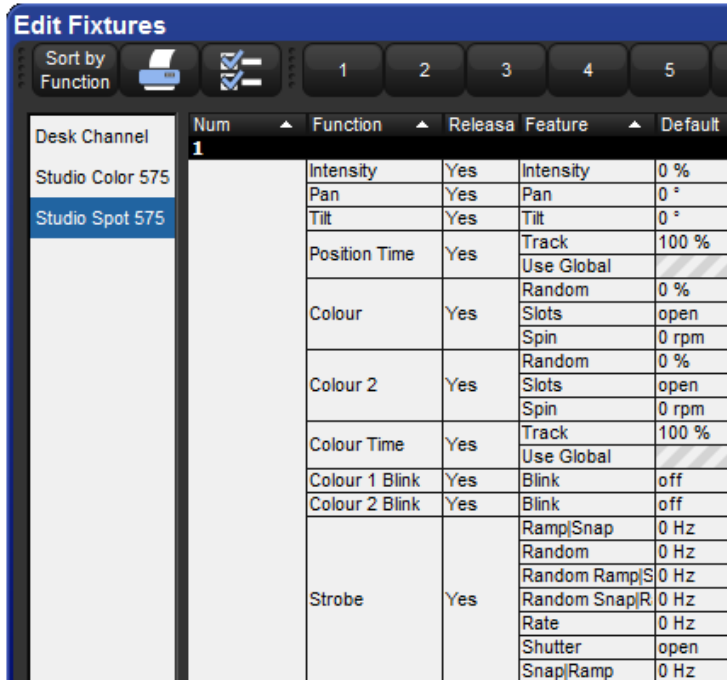 Edit Fixtures
Sort by
Function
1 2 3 4 5
Desk Channel
Studio Color 575
Studio Spot 575
Num Function Releasa Feature Default
1
Intensity Yes Intensity 0 %
Pan Yes Pan 0 °
Tilt Yes Tilt 0 °
Position Time Yes Track 100 %
Use Global
Colour Yes Random 0 %
Slots open
Spin 0 rpm
Colour 2 Yes Random 0 %
Slots open
Spin 0 rpm
Colour Time Yes Track 100 %
Use Global
Colour 1 Blink Yes Blink off
Colour 2 Blink Yes Blink off
Strobe Yes Ramp|Snap 0 Hz
Random 0 Hz
Random Ramp|S 0 Hz
Random Snap|R 0 Hz
Rate 0 Hz
Shutter open
Snap|Ramp 0 Hz